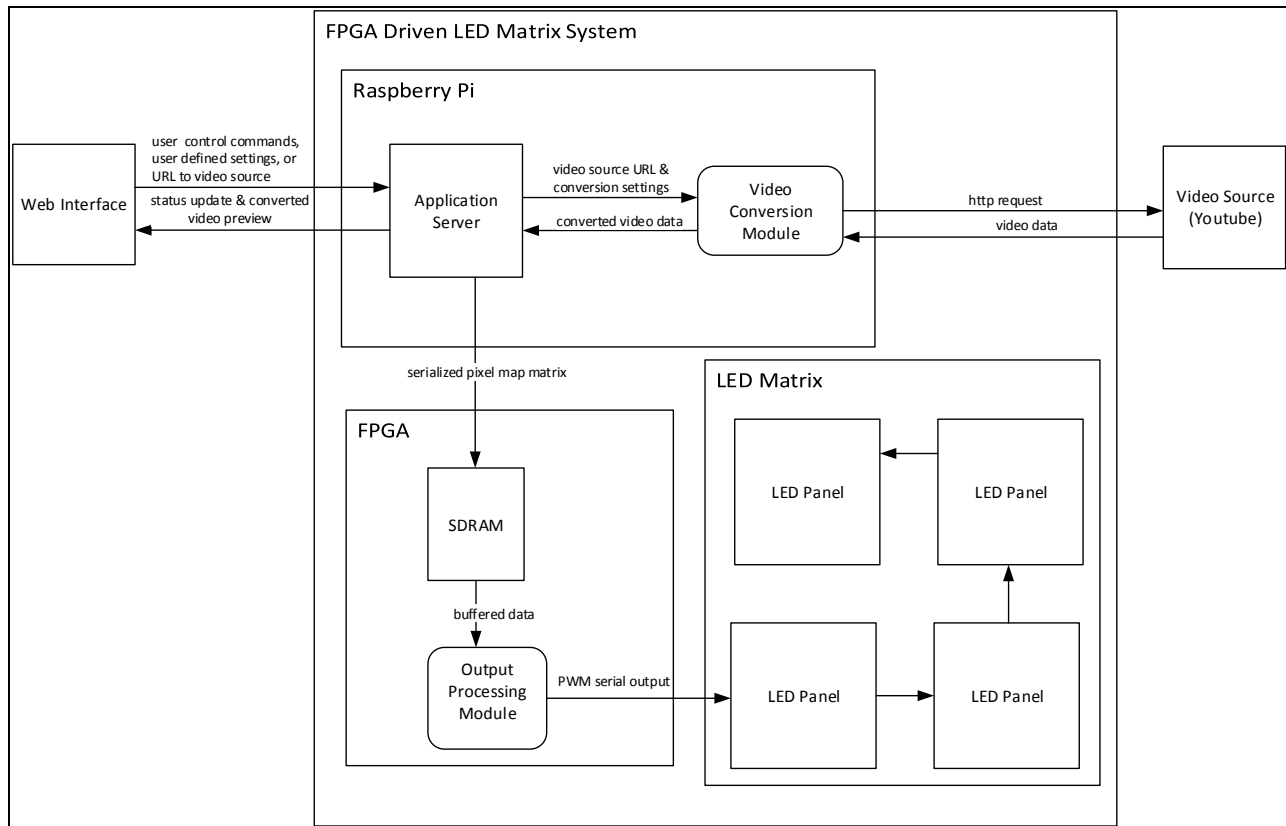 FPGA Driven LED Matrix System
Raspberry Pi
Web Interface
user control commands,
user defined settings, or
URL to video source
status update & converted
video preview
Application
Server
video source URL &
conversion settings
converted video data
Video
Conversion
Module
http request
video data
Video Source
(Youtube)
serialized pixel map matrix
FPGA
SDRAM
buffered data
Output
Processing
Module
PWM serial output
LED Matrix
LED Panel
LED Panel
LED Panel
LED Panel